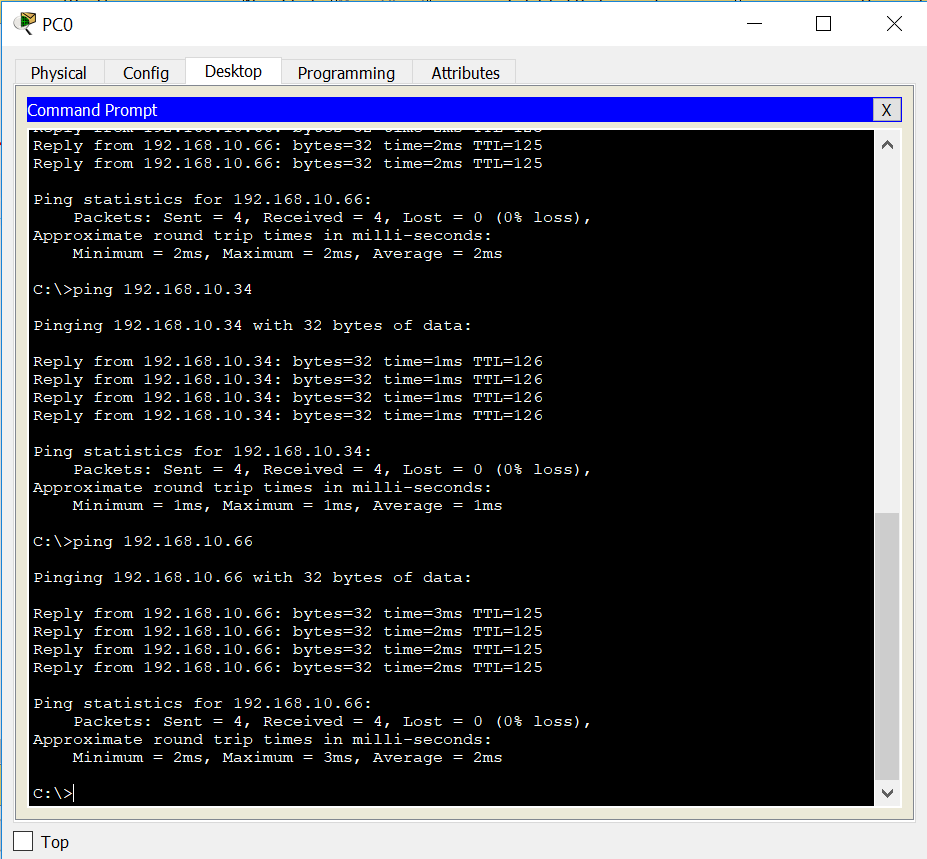 PC0
Physical Config Desktop Programming Attributes
Command Prompt X
Reply from 192.168.10.66: bytes=32 time=2ms TTL=125
Reply from 192.168.10.66: bytes=32 time=2ms TTL=125
Ping statistics for 192.168.10.66:
Packets: Sent = 4, Received = 4, Lost = 0 (0% loss),
Approximate round trip times in milli-seconds:
Minimum = 2ms, Maximum = 2ms, Average = 2ms
C:\>ping 192.168.10.34
Pinging 192.168.10.34 with 32 bytes of data:
Reply from 192.168.10.34: bytes=32 time=1ms TTL=126
Reply from 192.168.10.34: bytes=32 time=1ms TTL=126
Reply from 192.168.10.34: bytes=32 time=1ms TTL=126
Reply from 192.168.10.34: bytes=32 time=1ms TTL=126
Ping statistics for 192.168.10.34:
Packets: Sent = 4, Received = 4, Lost = 0 (0% loss),
Approximate round trip times in milli-seconds:
Minimum = 1ms, Maximum = 1ms, Average = 1ms
C:\>ping 192.168.10.66
Pinging 192.168.10.66 with 32 bytes of data:
Reply from 192.168.10.66: bytes=32 time=3ms TTL=125
Reply from 192.168.10.66: bytes=32 time=2ms TTL=125
Reply from 192.168.10.66: bytes=32 time=2ms TTL=125
Reply from 192.168.10.66: bytes=32 time=2ms TTL=125
Ping statistics for 192.168.10.66:
Packets: Sent = 4, Received = 4, Lost = 0 (0% loss),
Approximate round trip times in milli-seconds:
Minimum = 2ms, Maximum = 3ms, Average = 2ms
C:\>
Top